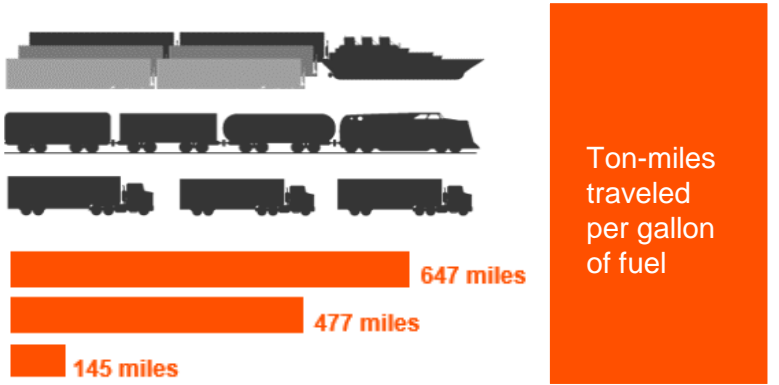 647 miles
477 miles
145 miles
Ton-miles
traveled
per gallon
of fuel